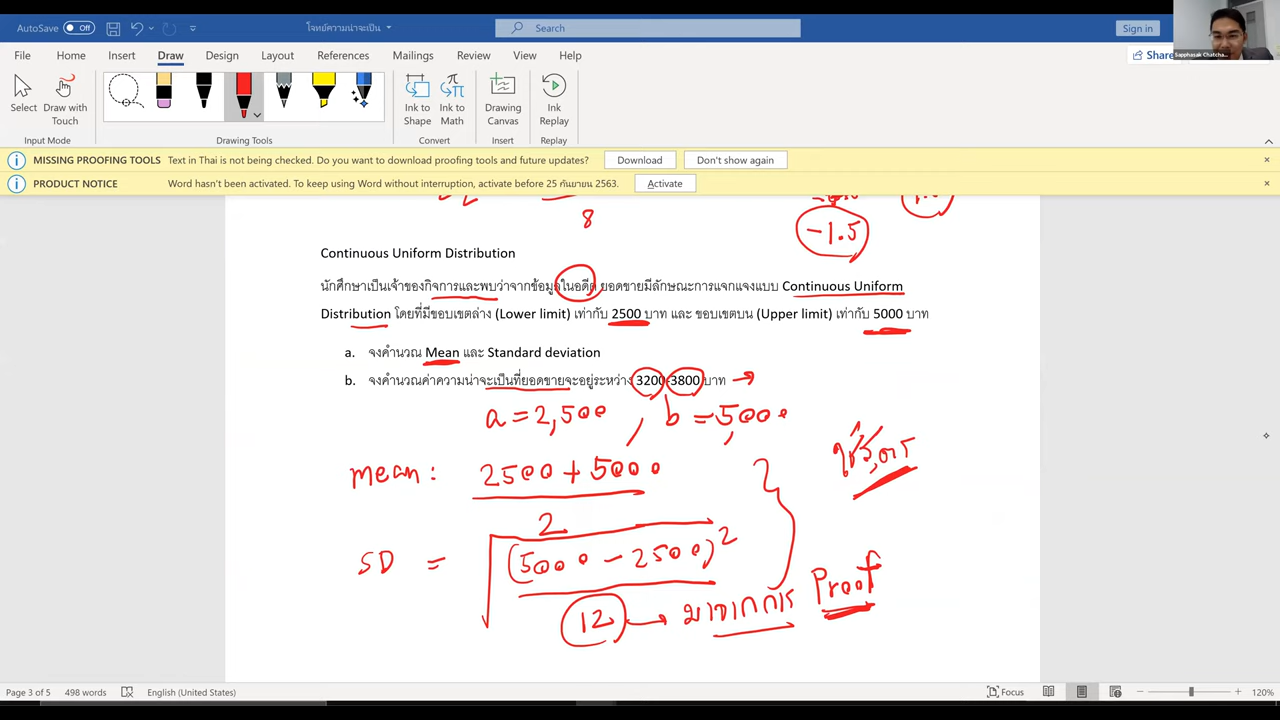 AutoSave Off
โจทย์ความน่าจะเป็น
Search
Sign in
File Home Insert Draw Design Layout References Mailings Review View Help
Share
Sapphasak Chatcha...
Select
Draw with Touch
Ink to Shape
Ink to Math
Drawing Canvas
Ink Replay
Input Mode
Drawing Tools
Convert
Insert
Replay
MISSING PROOFING TOOLS Text in Thai is not being checked. Do you want to download proofing tools and future updates? Download Don't show again
PRODUCT NOTICE Word hasn't been activated. To keep using Word without interruption, activate before 25 กันยายน 2563. Activate
8
-1.5
Continuous Uniform Distribution
นักศึกษาเป็นเจ้าของกิจการและพบว่าจากข้อมูลในอดีต ยอดขายมีลักษณะการแจกแจงแบบ Continuous Uniform
Distribution โดยที่มีขอบเขตล่าง (Lower limit) เท่ากับ 2500 บาท และ ขอบเขตบน (Upper limit) เท่ากับ 5000 บาท
a. จงคำนวณ Mean และ Standard deviation
b. จงคำนวณค่าความน่าจะเป็นที่ยอดขายจะอยู่ระหว่าง 3200-3800 บาท →
a = 2,500 , b = 5,000
mean: 2500 + 5000
2
SD = √(5000 - 2500)²
12 → มาจากการ Proof
Page 3 of 5 498 words English (United States) Focus 120%